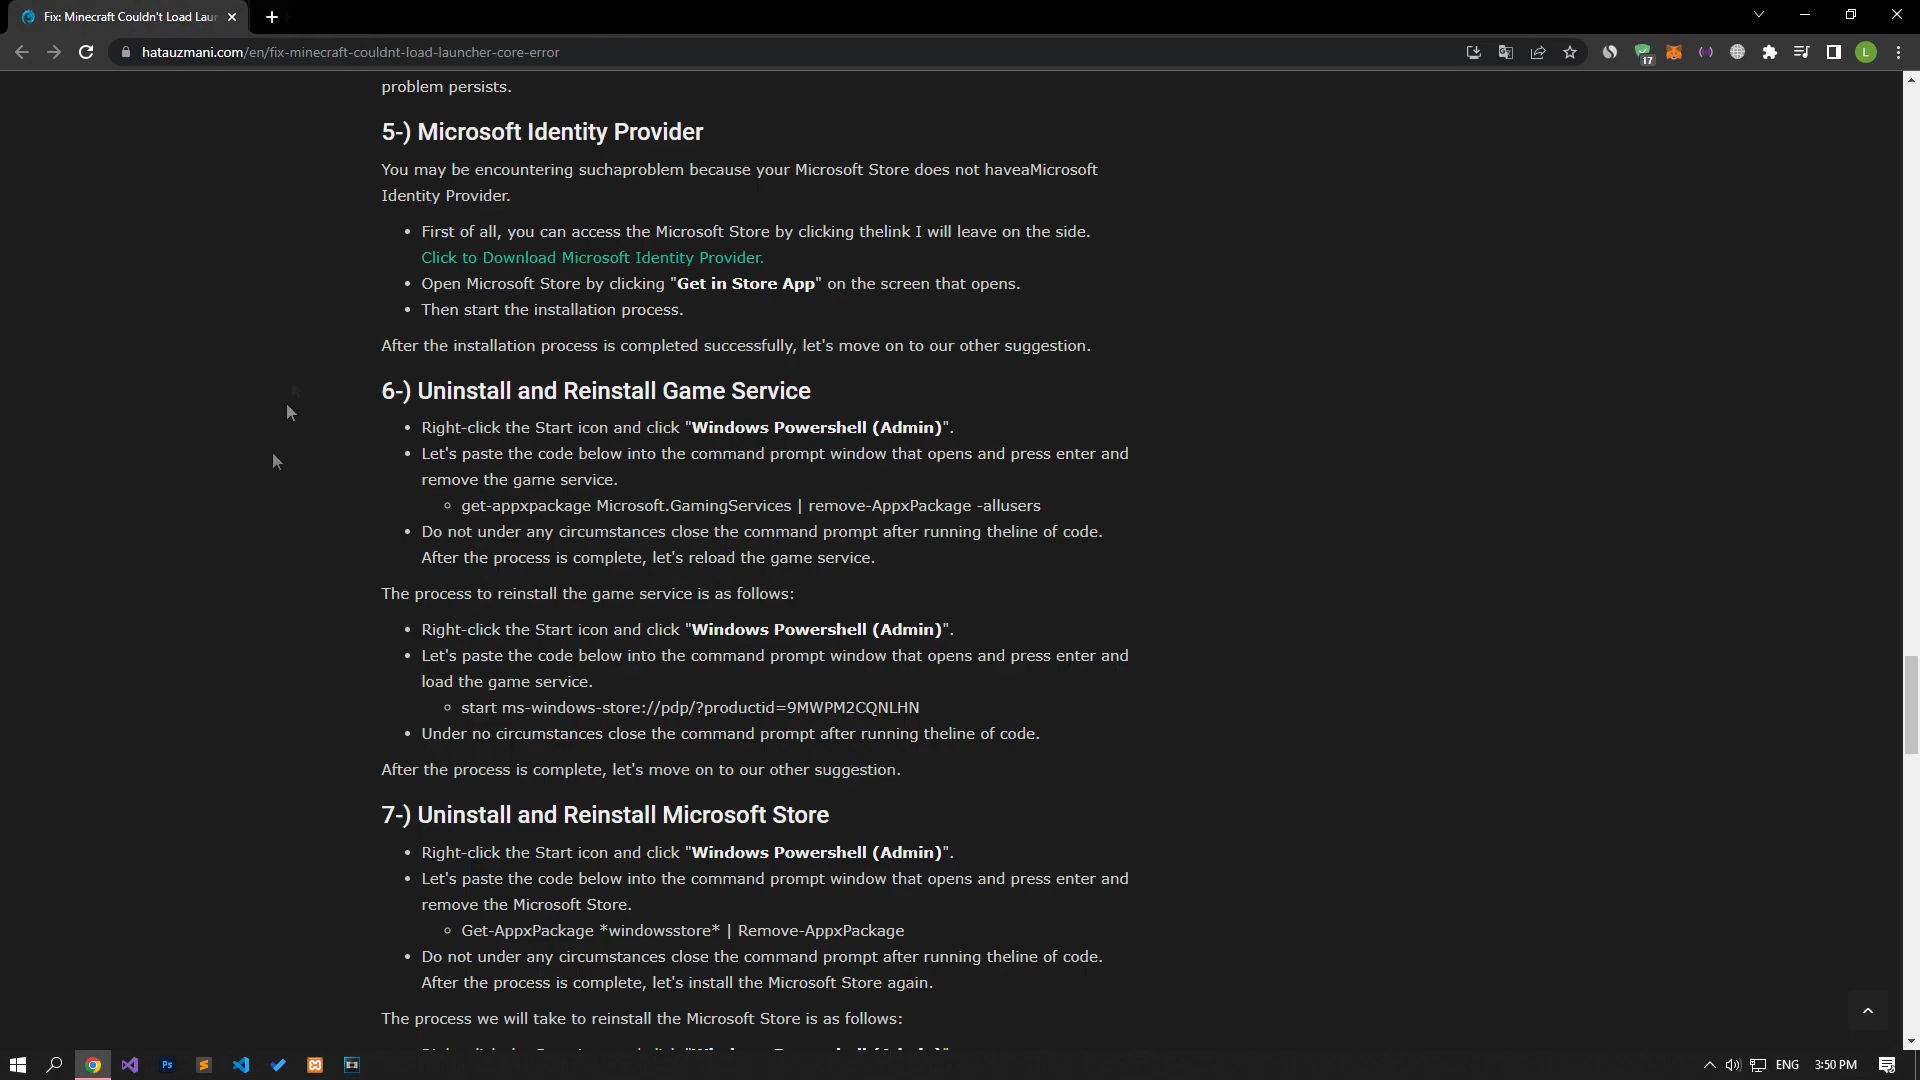 Fix: Minecraft Couldn't Load Laun
hatauzmani.com/en/fix-minecraft-couldnt-load-launcher-core-error
17
L
problem persists.
5-) Microsoft Identity Provider
You may be encountering suchaproblem because your Microsoft Store does not haveaMicrosoft
Identity Provider.
• First of all, you can access the Microsoft Store by clicking thelink I will leave on the side.
Click to Download Microsoft Identity Provider.
• Open Microsoft Store by clicking "Get in Store App" on the screen that opens.
• Then start the installation process.
After the installation process is completed successfully, let's move on to our other suggestion.
6-) Uninstall and Reinstall Game Service
• Right-click the Start icon and click "Windows Powershell (Admin)".
• Let's paste the code below into the command prompt window that opens and press enter and
remove the game service.
◦ get-appxpackage Microsoft.GamingServices | remove-AppxPackage -allusers
• Do not under any circumstances close the command prompt after running theline of code.
After the process is complete, let's reload the game service.
The process to reinstall the game service is as follows:
• Right-click the Start icon and click "Windows Powershell (Admin)".
• Let's paste the code below into the command prompt window that opens and press enter and
load the game service.
◦ start ms-windows-store://pdp/?productid=9MWPM2CQNLHN
• Under no circumstances close the command prompt after running theline of code.
After the process is complete, let's move on to our other suggestion.
7-) Uninstall and Reinstall Microsoft Store
• Right-click the Start icon and click "Windows Powershell (Admin)".
• Let's paste the code below into the command prompt window that opens and press enter and
remove the Microsoft Store.
◦ Get-AppxPackage *windowsstore* | Remove-AppxPackage
• Do not under any circumstances close the command prompt after running theline of code.
After the process is complete, let's install the Microsoft Store again.
The process we will take to reinstall the Microsoft Store is as follows:
Ps
ENG
3:50 PM